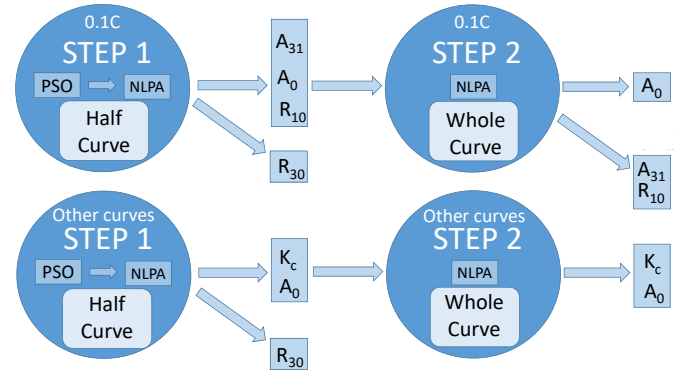 0.1C
STEP 1
PSO
NLPA
Half
Curve
A31
A0
R10
R30
0.1C
STEP 2
NLPA
Whole
Curve
A0
A31
R10
Other curves
STEP 1
PSO
NLPA
Half
Curve
Kc
A0
R30
Other curves
STEP 2
NLPA
Whole
Curve
Kc
A0